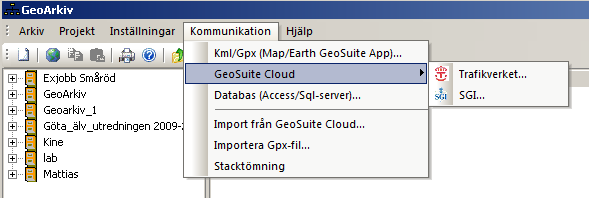 GeoArkiv
Arkiv Projekt Inställningar Kommunikation Hjälp
Kml/Gpx (Map/Earth GeoSuite App)...
GeoSuite Cloud
Trafikverket...
SGI
SGI...
Databas (Access/Sql-server)...
Import från GeoSuite Cloud...
Importera Gpx-fil...
Stacktömning
Exjobb Småröd
GeoArkiv
Geoarkiv_1
Göta_älv_utredningen 2009-2
Kine
lab
Mattias